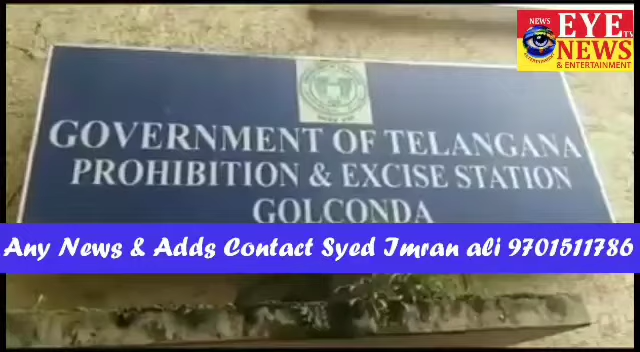 NEWS
EYE
TV
NEWS
ENTERTAINMENT
& ENTERTAINMENT
GOVERNMENT OF TELANGANA
PROHIBITION & EXCISE STATION
GOLCONDA
Any News & Adds Contact Syed Imran ali 9701511786